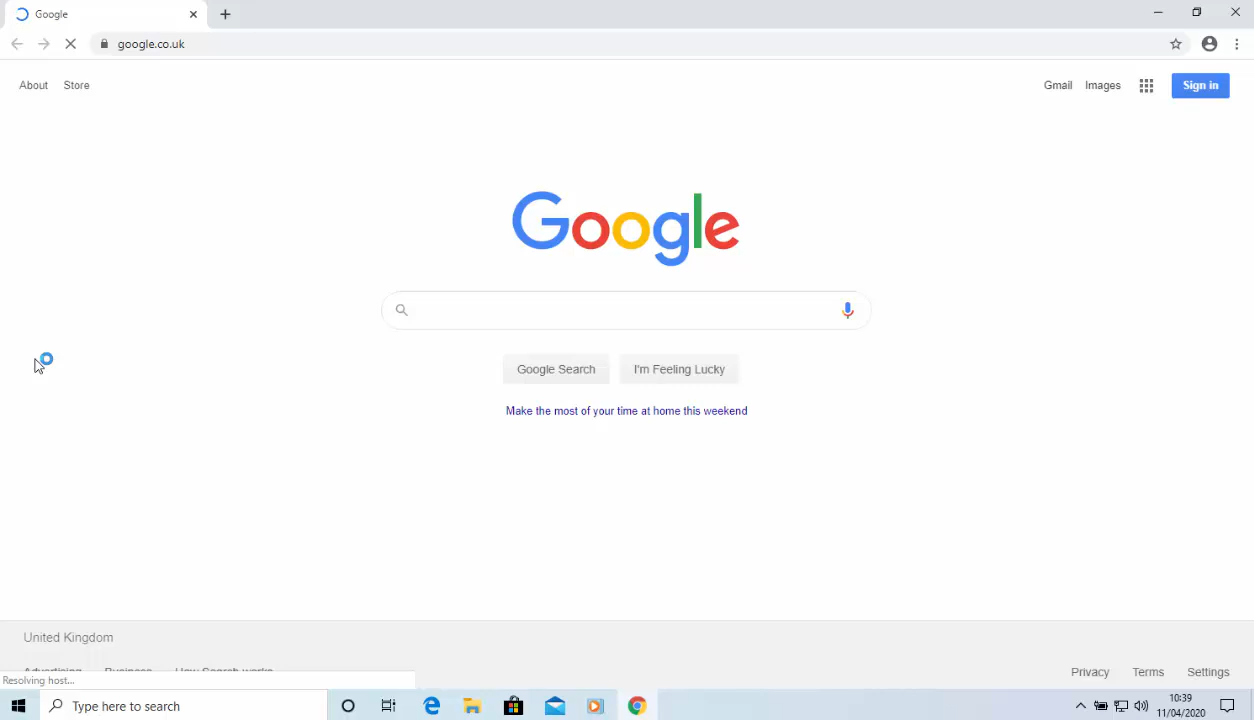 Google
google.co.uk
About Store
Gmail Images Sign in
Google
Google Search I'm Feeling Lucky
Make the most of your time at home this weekend
United Kingdom
Advertising Business How Search works
Privacy Terms Settings
Resolving host...
Type here to search
10:39
11/04/2020